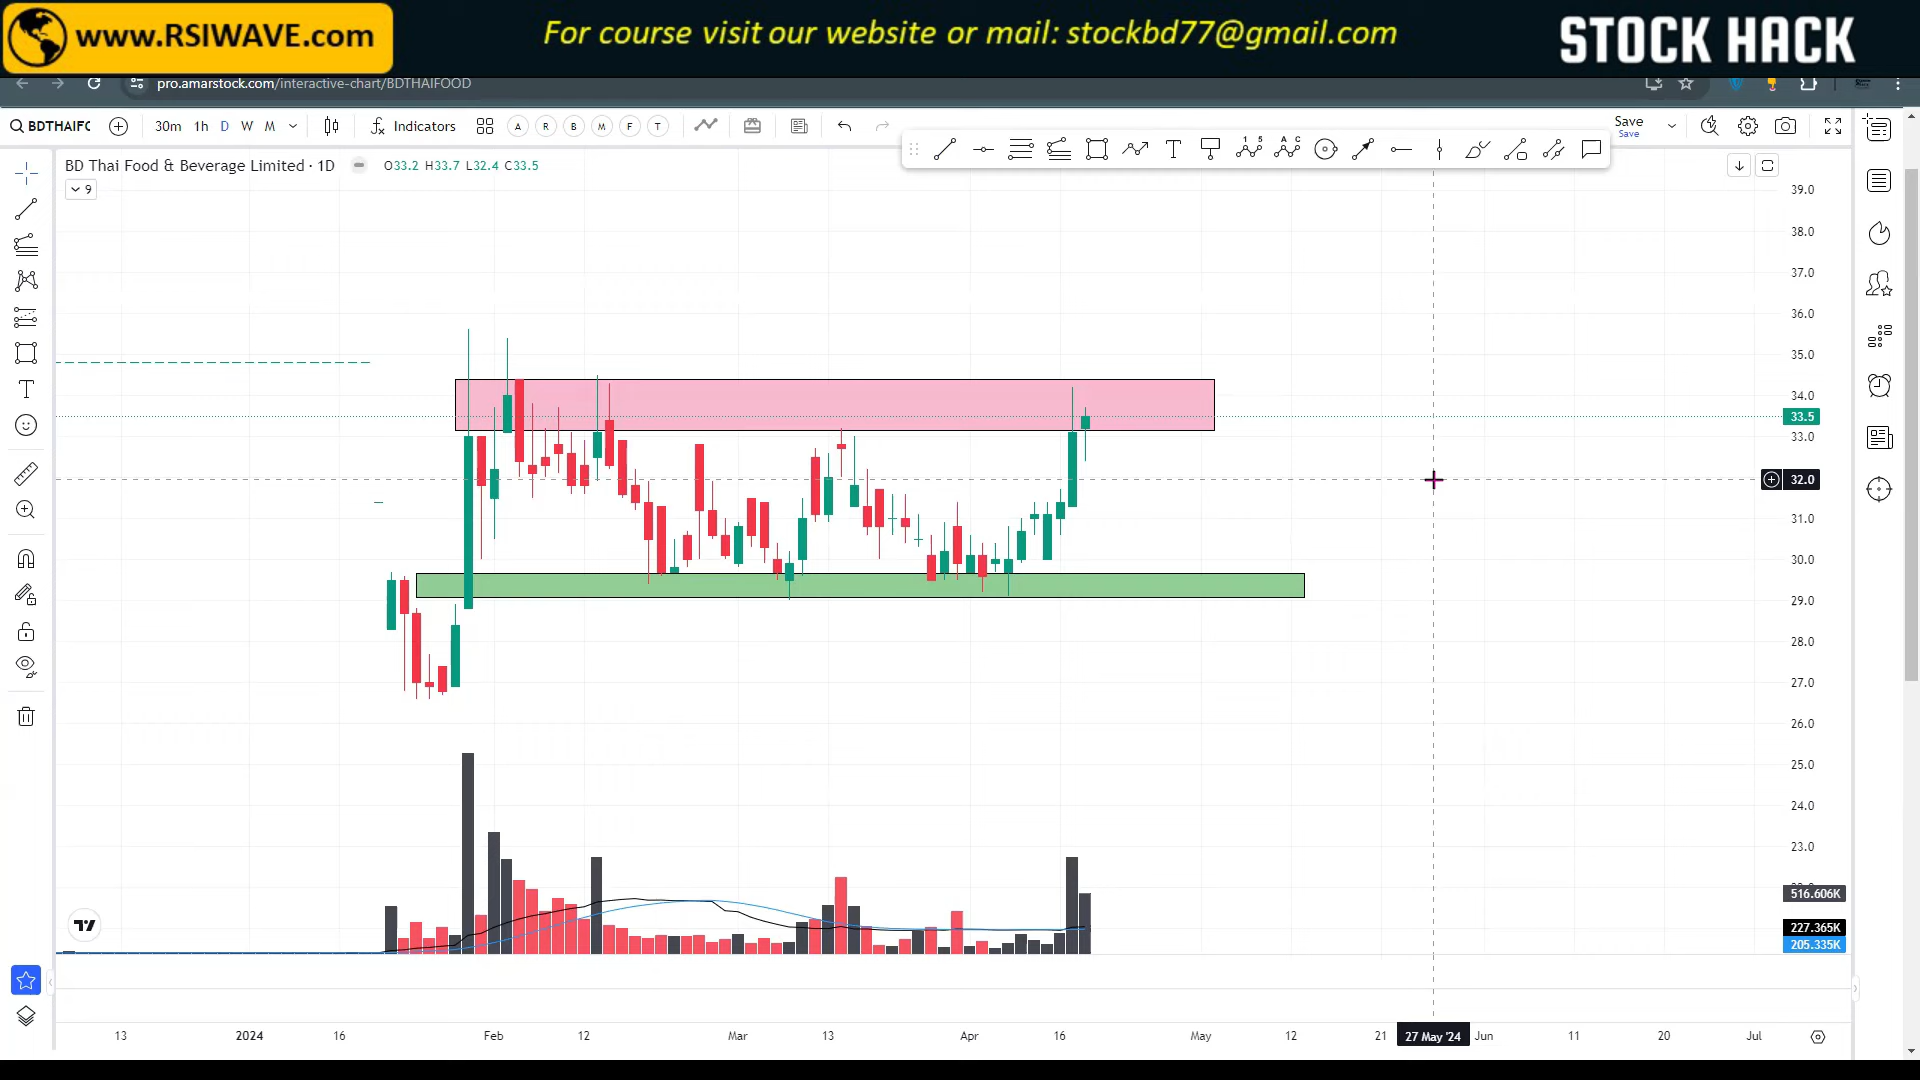 www.RSIWAVE.com
For course visit our website or mail: stockbd77@gmail.com
STOCK HACK
pro.amarstock.com/interactive-chart/BDTHAIFOOD
BDTHAIFC
30m 1h D W M
Indicators
A R B M F T
Save
Save
BD Thai Food & Beverage Limited · 1D
O33.2 H33.7 L32.4 C33.5
9
39.0
38.0
37.0
36.0
35.0
34.0
33.5
33.0
32.0
31.0
30.0
29.0
28.0
27.0
26.0
25.0
24.0
23.0
516.606K
227.365K
205.335K
13 2024 16 Feb 12 Mar 13 Apr 16 May 12 21 27 May '24 Jun 11 20 Jul